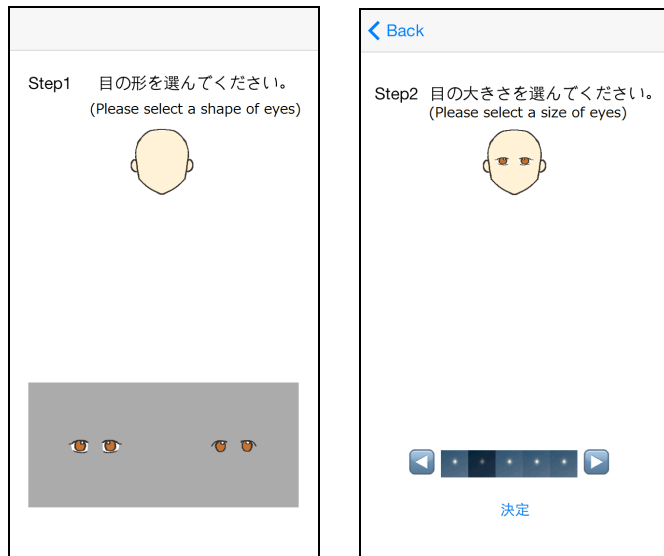 Step1 目の形を選んでください。
(Please select a shape of eyes)
Back
Step2 目の大きさを選んでください。
(Please select a size of eyes)
決定